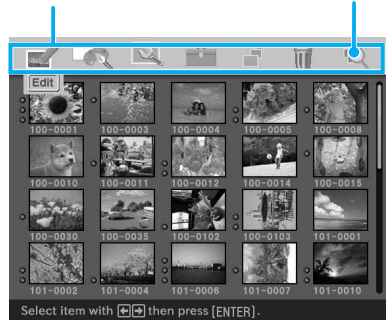 Edit
100-0001 100-0003 100-0004 100-0005 100-0008
100-0010 100-0011 100-0012 100-0014 100-0015
100-0030 100-0035 100-0102 100-0103 101-0001
101-0002 101-0004 101-0006 101-0007 101-0010
Select item with ←→ then press [ENTER].